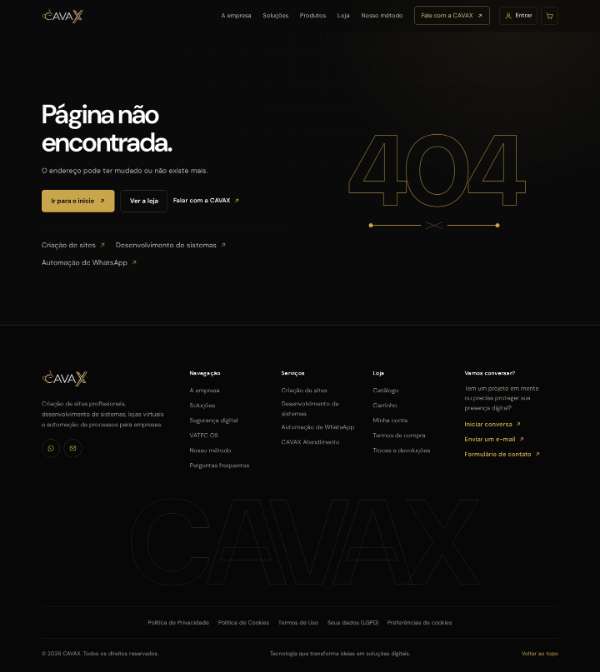 CAVAX
A empresa
Soluções
Produtos
Loja
Nosso método
Fale com a CAVAX
Entrar
Página não
encontrada.
O endereço pode ter mudado ou não existe mais.
Ir para o início
Ver a loja
Falar com a CAVAX
Criação de sites
Desenvolvimento de sistemas
Automação de WhatsApp
404
CAVAX
Criação de sites profissionais,
desenvolvimento de sistemas, lojas virtuais
e automação de processos para empresas.
Navegação
A empresa
Soluções
Segurança digital
VATFC OS
Nosso método
Perguntas frequentes
Serviços
Criação de sites
Desenvolvimento de
sistemas
Automação de WhatsApp
CAVAX Atendimento
Loja
Catálogo
Carrinho
Minha conta
Termos de compra
Trocas e devoluções
Vamos conversar?
Tem um projeto em mente
ou precisa proteger sua
presença digital?
Iniciar conversa
Enviar um e-mail
Formulário de contato
CAVAX
Política de Privacidade
Política de Cookies
Termos de Uso
Seus dados (LGPD)
Preferências de cookies
© 2026 CAVAX. Todos os direitos reservados.
Tecnologia que transforma ideias em soluções digitais.
Voltar ao topo